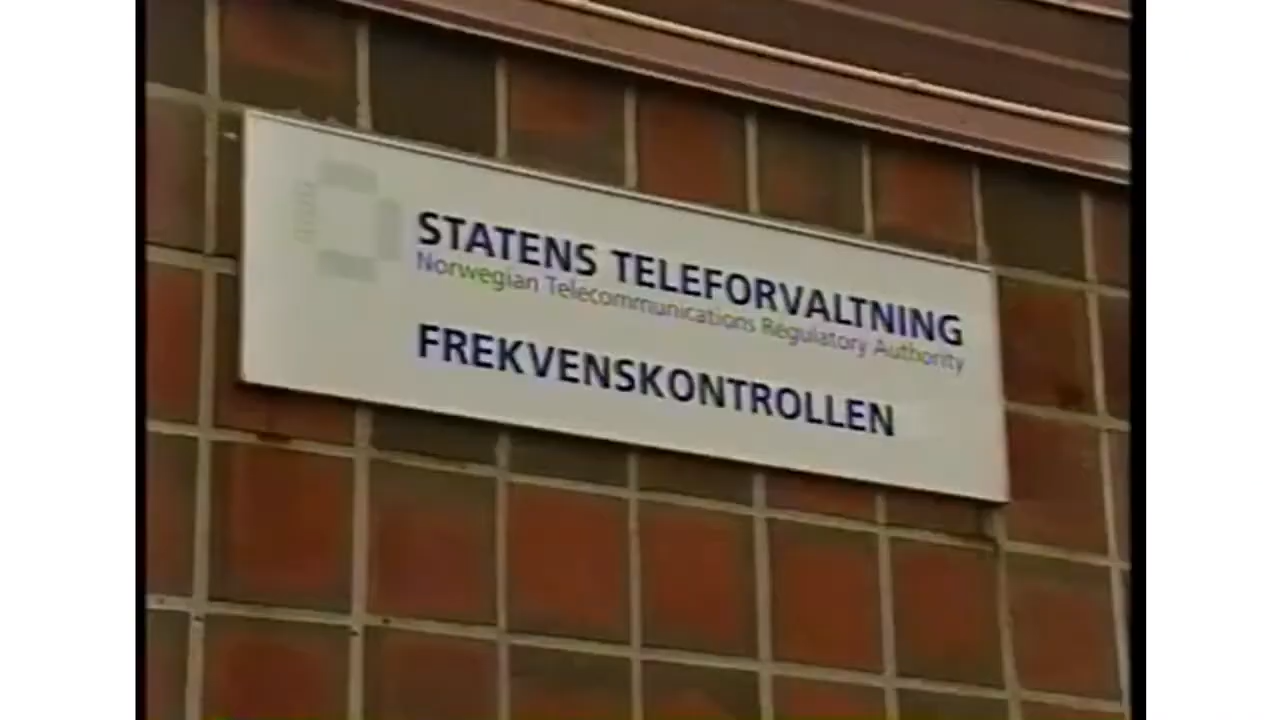 STATENS TELEFORVALTNING
Norwegian Telecommunications Regulatory Authority
FREKVENSKONTROLLEN